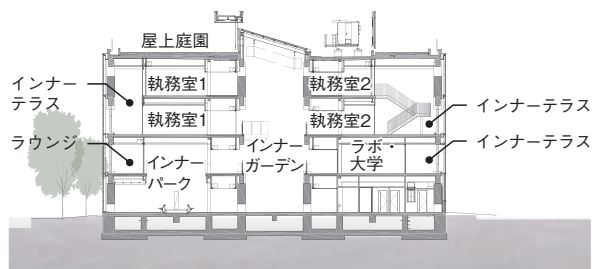 屋上庭園
インナー
テラス
執務室1
執務室2
執務室1
執務室2
インナーテラス
ラウンジ
インナー
パーク
インナー
ガーデン
ラボ・
大学
インナーテラス